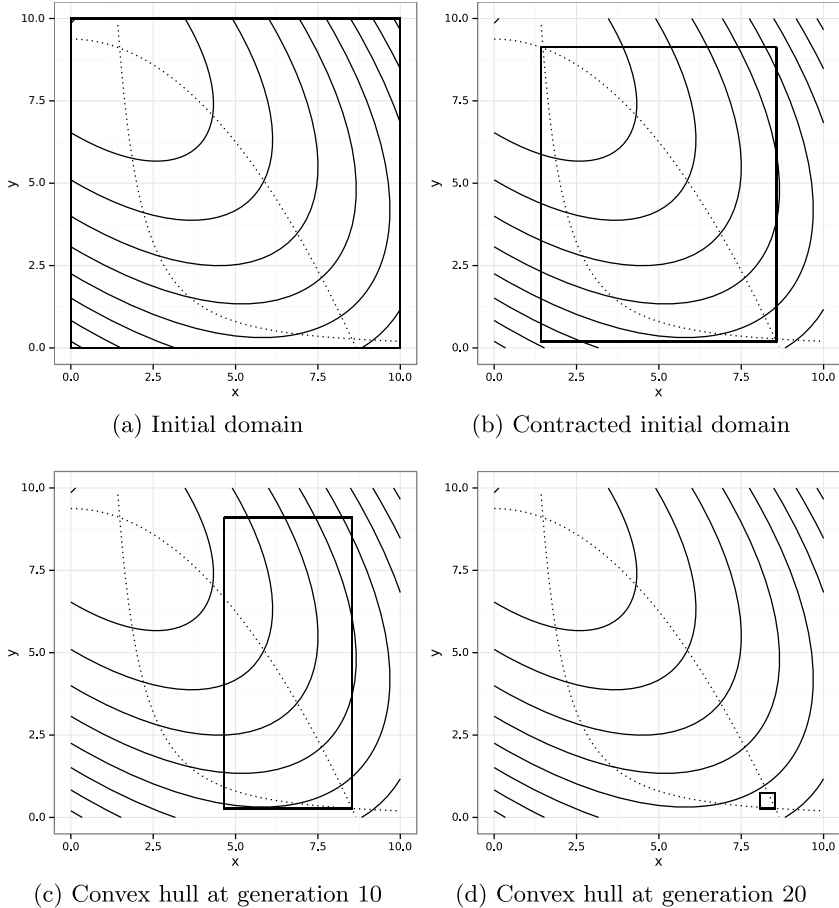 10.0
7.5
5.0
2.5
0.0
y
0.0 2.5 5.0 7.5 10.0
x
(a) Initial domain
10.0
7.5
5.0
2.5
0.0
y
0.0 2.5 5.0 7.5 10.0
x
(b) Contracted initial domain
10.0
7.5
5.0
2.5
0.0
y
0.0 2.5 5.0 7.5 10.0
x
(c) Convex hull at generation 10
10.0
7.5
5.0
2.5
0.0
y
0.0 2.5 5.0 7.5 10.0
x
(d) Convex hull at generation 20